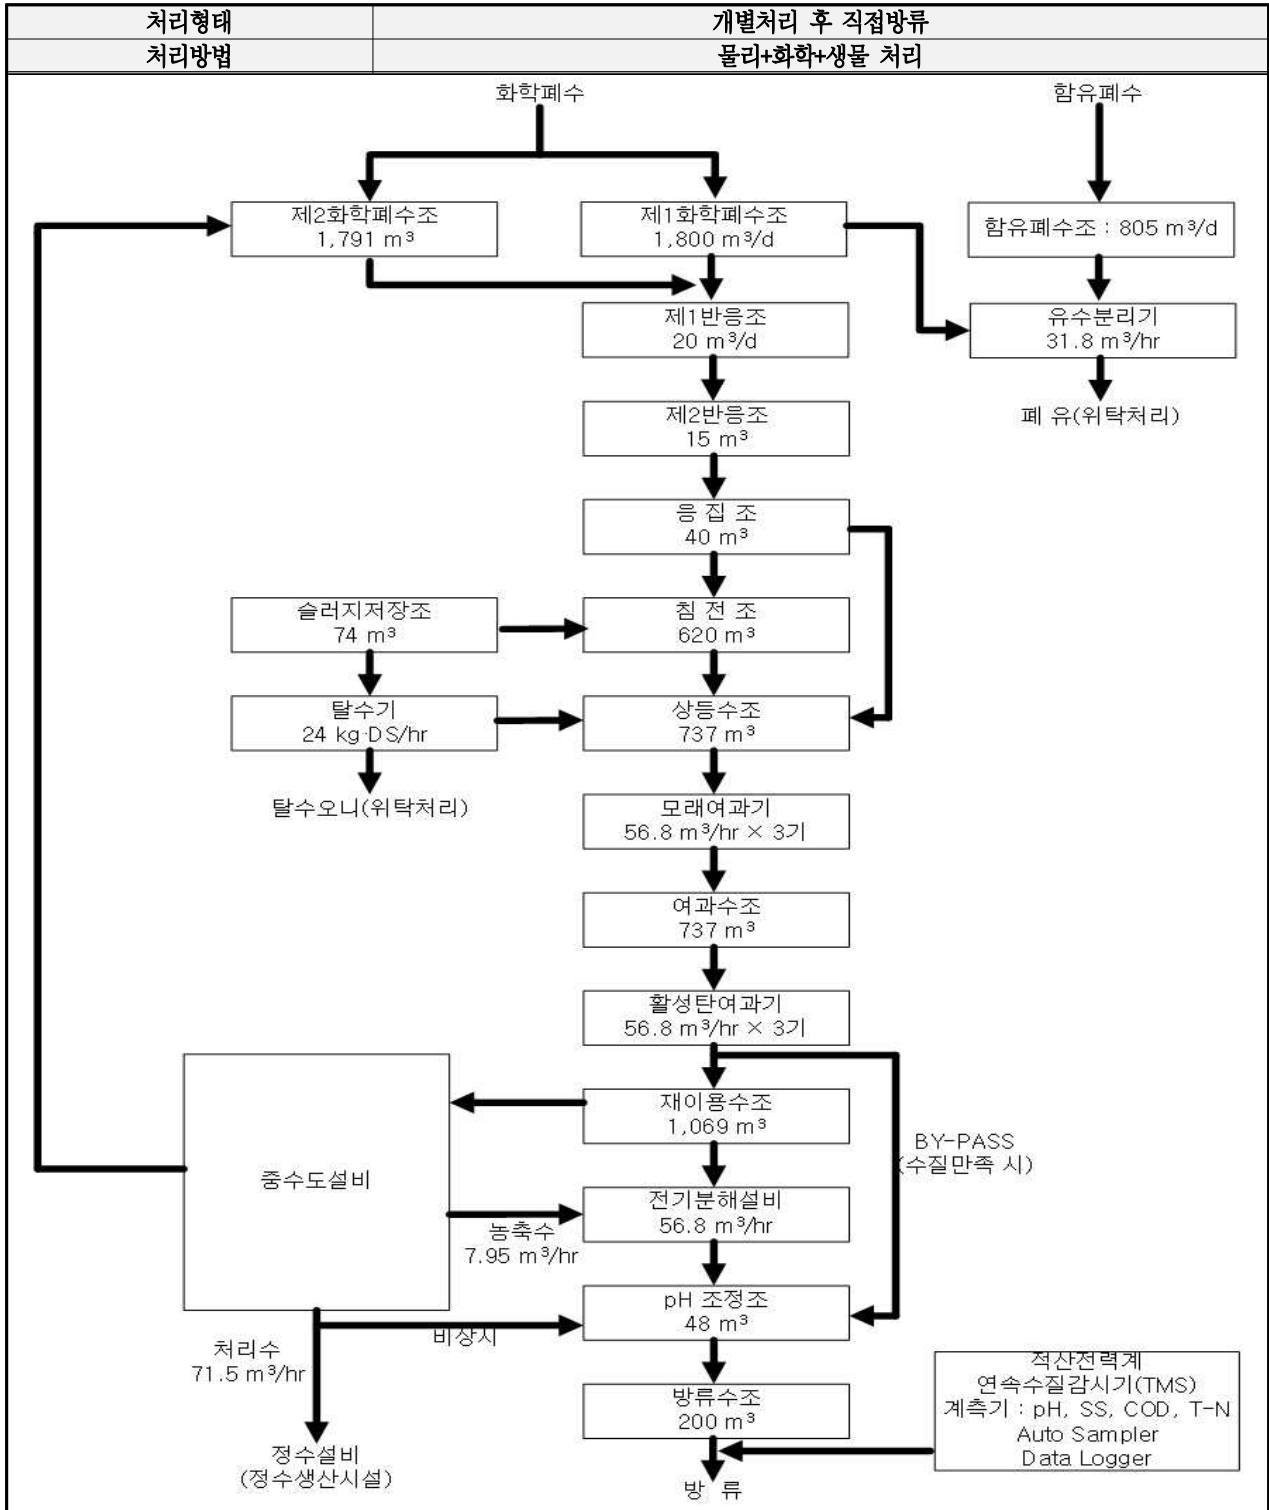 처리형태 개별처리 후 직접방류
처리방법 물리+화학+생물 처리
화학폐수
함유폐수
제2화학폐수조
1,791 m³
제1화학폐수조
1,800 m³/d
함유폐수조 : 805 m³/d
제1반응조
20 m³/d
유수분리기
31.8 m³/hr
제2반응조
15 m³
폐 유(위탁처리)
응 집 조
40 m³
슬러지저장조
74 m³
침 전 조
620 m³
탈수기
24 kg·DS/hr
상등수조
737 m³
탈수오니(위탁처리)
모래여과기
56.8 m³/hr × 3기
여과수조
737 m³
활성탄여과기
56.8 m³/hr × 3기
재이용수조
1,069 m³
BY-PASS
(수질만족 시)
중수도설비
전기분해설비
56.8 m³/hr
농축수
7.95 m³/hr
pH 조정조
48 m³
비상시
처리수
71.5 m³/hr
적산전력계
연속수질감시기(TMS)
계측기 : pH, SS, COD, T-N
Auto Sampler
Data Logger
방류수조
200 m³
정수설비
(정수생산시설)
방 류